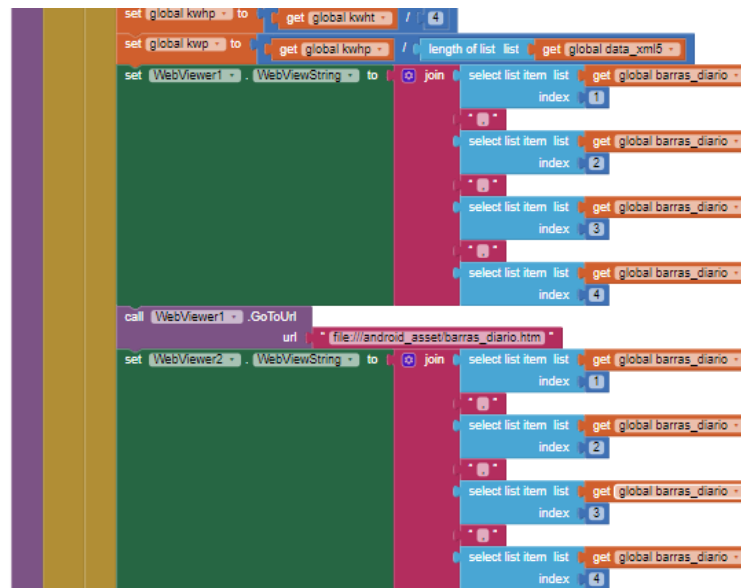 set global kwhp to get global kwht / 4
set global kwp to get global kwhp / length of list list get global data_xml5
set WebViewer1 . WebViewString to join select list item list get global barras_diario
index 1
" , "
select list item list get global barras_diario
index 2
" , "
select list item list get global barras_diario
index 3
" , "
select list item list get global barras_diario
index 4
call WebViewer1 .GoToUrl
url " file:///android_asset/barras_diario.htm "
set WebViewer2 . WebViewString to join select list item list get global barras_diario
index 1
" , "
select list item list get global barras_diario
index 2
" , "
select list item list get global barras_diario
index 3
" , "
select list item list get global barras_diario
index 4